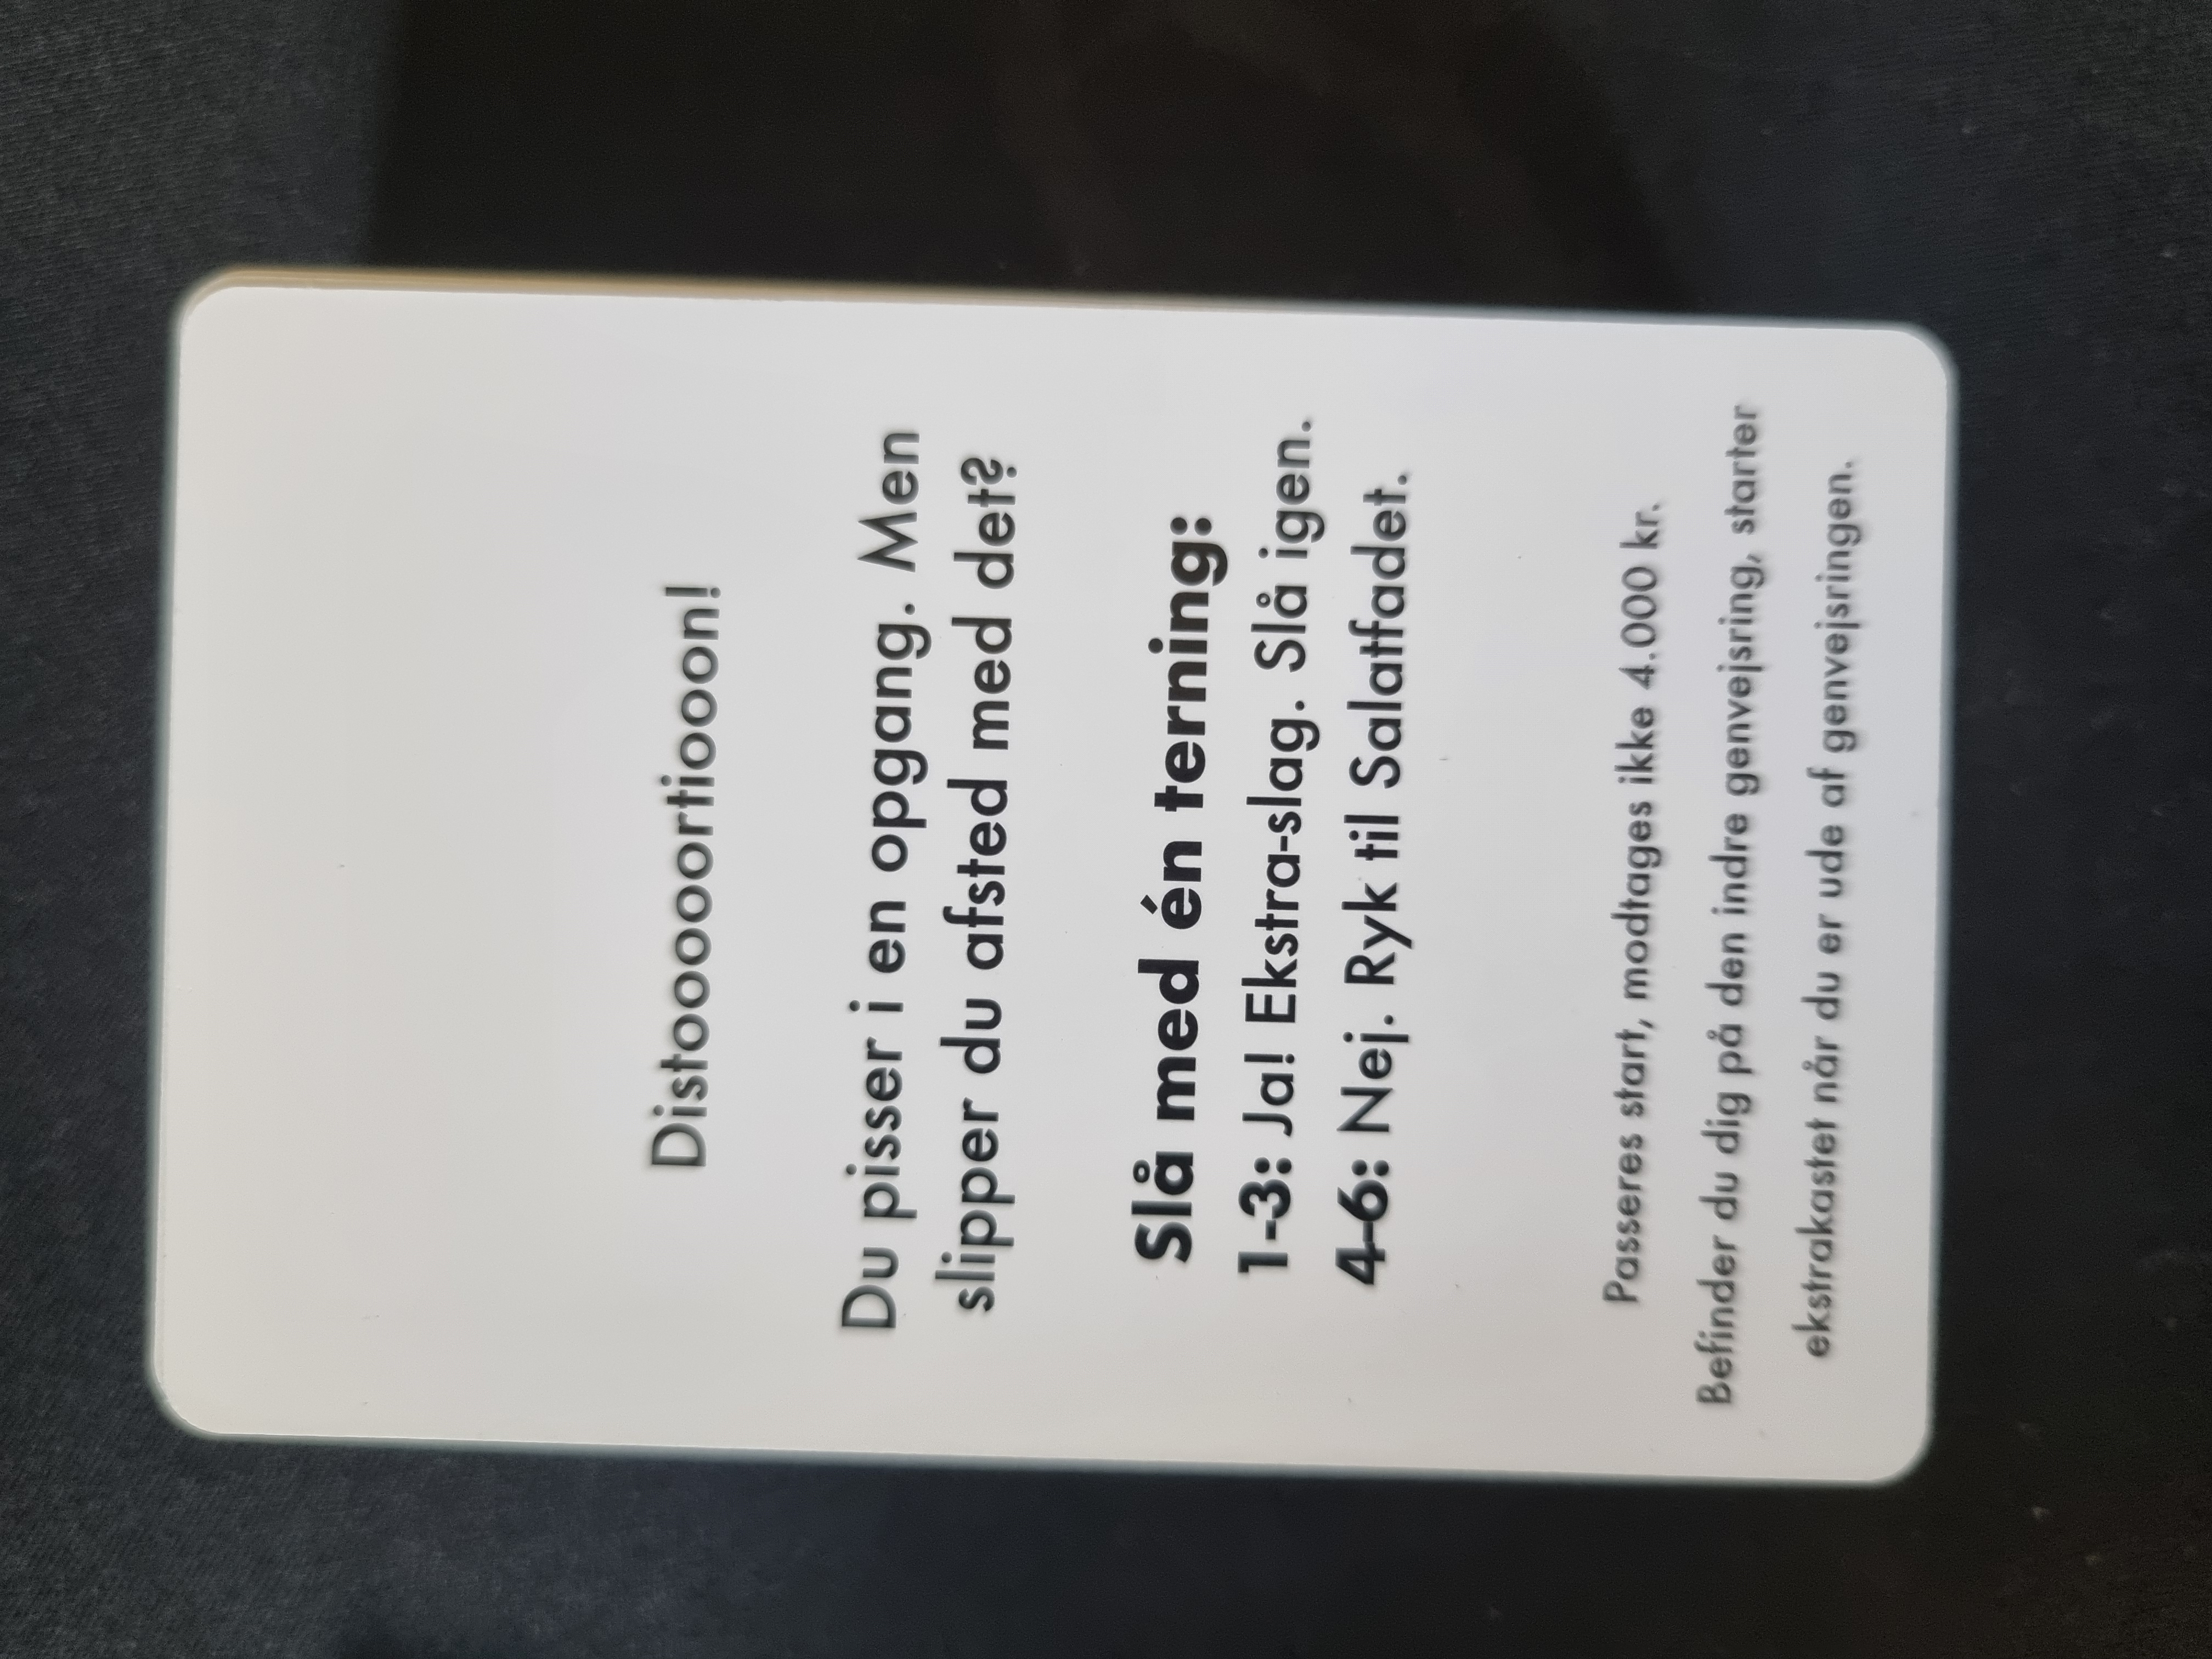 Distoooooooortioooon!
Du pisser i en opgang. Men
slipper du afsted med det?
Slå med én terning:
1-3: Ja! Ekstra-slag. Slå igen.
4-6: Nej. Ryk til Salatfadet.
Passeres start, modtages ikke 4.000 kr.
Befinder du dig på den indre genvejsring, starter
ekstrakastet når du er ude af genvejsringen.